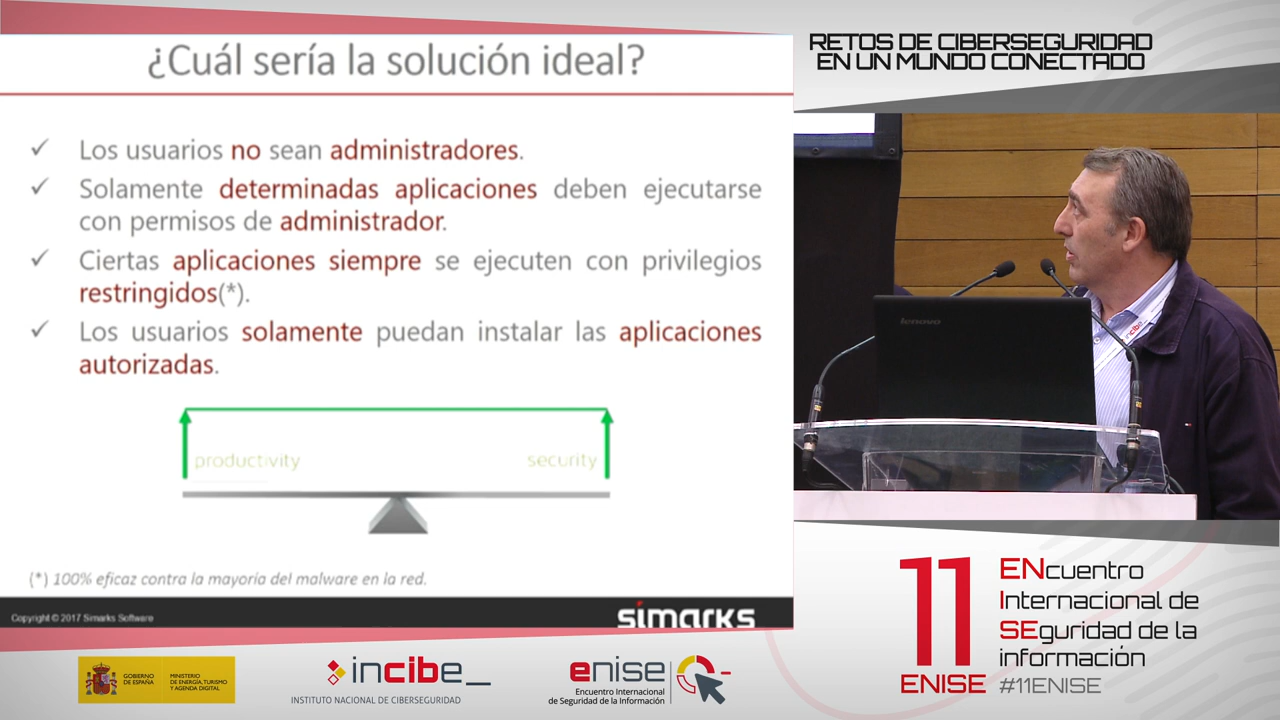 ¿Cuál sería la solución ideal?
✓ Los usuarios no sean administradores.
✓ Solamente determinadas aplicaciones deben ejecutarse
con permisos de administrador.
✓ Ciertas aplicaciones siempre se ejecuten con privilegios
restringidos(*).
✓ Los usuarios solamente puedan instalar las aplicaciones
autorizadas.
productivity
security
(*) 100% eficaz contra la mayoría del malware en la red.
Copyright © 2017 Simarks Software
simarks
RETOS DE CIBERSEGURIDAD
EN UN MUNDO CONECTADO
lenovo
incibe
11
ENISE
ENcuentro
Internacional de
SEguridad de la
información
#11ENISE
GOBIERNO
DE ESPAÑA
MINISTERIO
DE ENERGÍA, TURISMO
Y AGENDA DIGITAL
incibe_
INSTITUTO NACIONAL DE CIBERSEGURIDAD
enise
Encuentro Internacional
de Seguridad de la Información